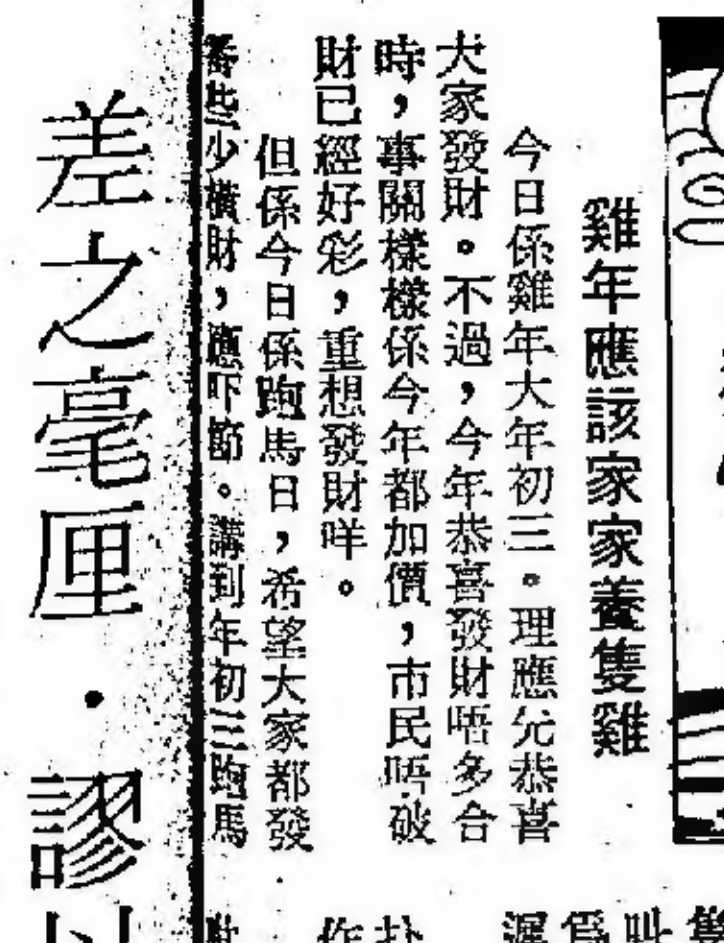 雞年應該家家養隻雞
今日係雞年大年初三。理應先恭喜
大家發財。不過，今年恭喜發財唔多合
時，事關樣樣係今年都加價，市民唔破
財已經好彩，重想發財咩。
但係今日係跑馬日，希望大家都發
番些少橫財，應吓節。講到年初三跑馬
差之毫厘．謬